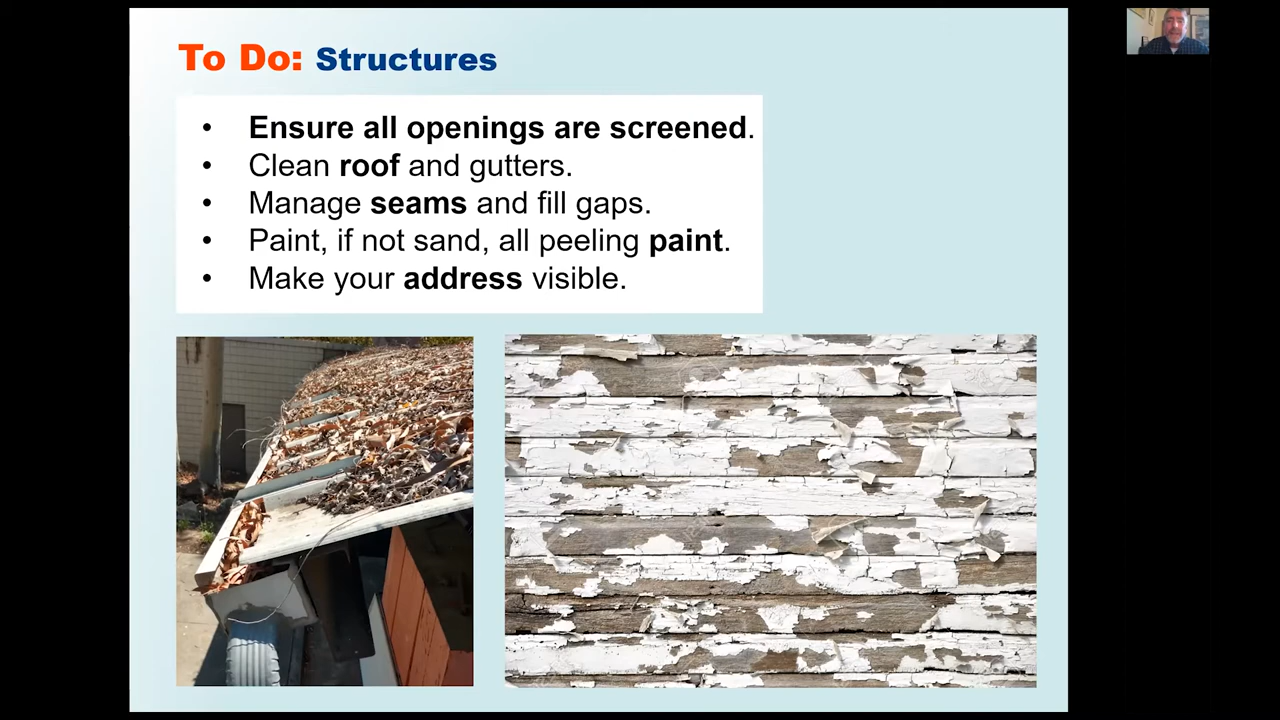 To Do: Structures
• Ensure all openings are screened.
• Clean roof and gutters.
• Manage seams and fill gaps.
• Paint, if not sand, all peeling paint.
• Make your address visible.